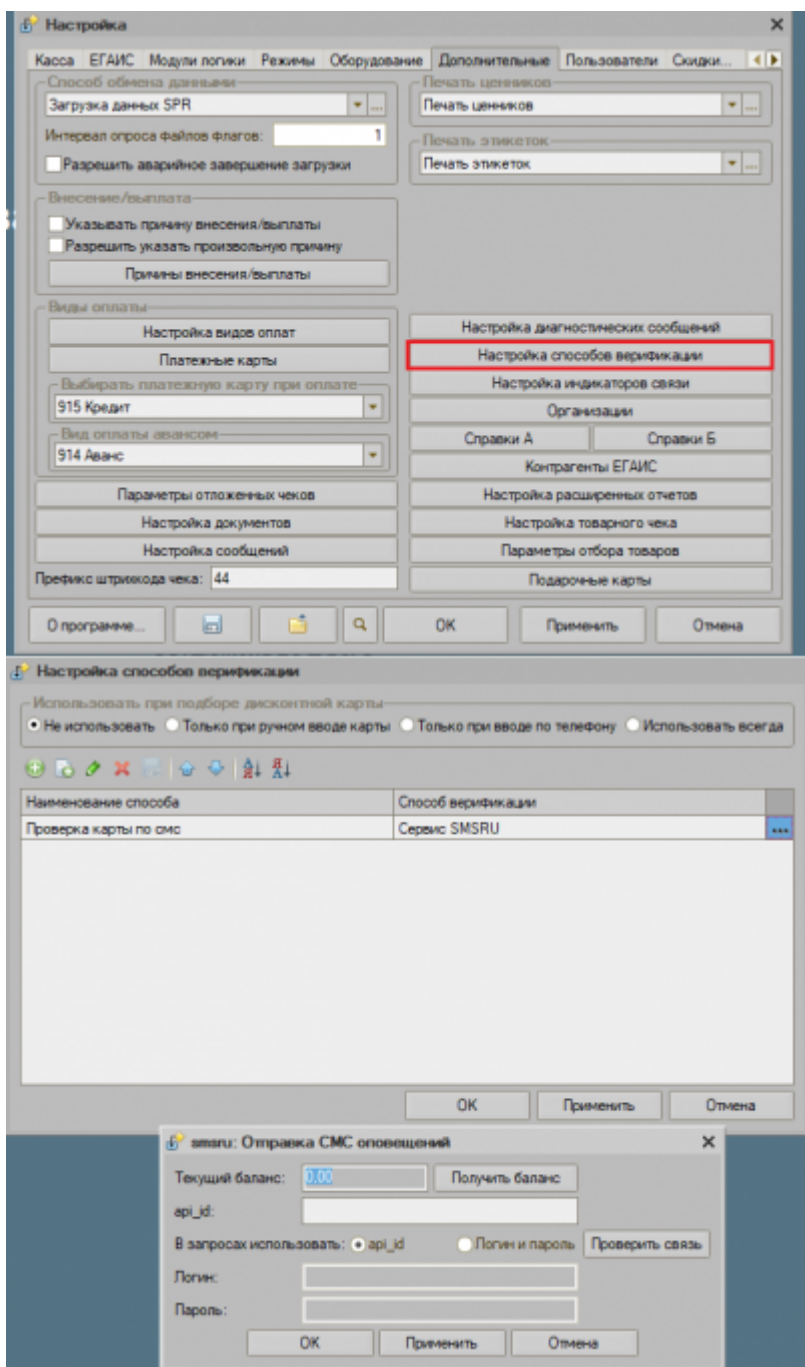 Настройка
Касса ЕГАИС Модули логики Режимы Оборудование Дополнительные Пользователи Скидки...
Способ обмена данными
Загрузка данных SPR
Интервал опроса файлов флагов: 1
Разрешить аварийное завершение загрузки
Печать ценников
Печать ценников
Печать этикеток
Печать этикеток
Внесение/выплата
Указывать причину внесения/выплаты
Разрешить указать произвольную причину
Причины внесения/выплаты
Виды оплаты
Настройка видов оплат
Платежные карты
Выбирать платежную карту при оплате
915 Кредит
Вид оплаты авансом
914 Аванс
Параметры отложенных чеков
Настройка документов
Настройка сообщений
Префикс штрихкода чека: 44
Настройка диагностических сообщений
Настройка способов верификации
Настройка индикаторов связи
Организации
Справки А Справки Б
Контрагенты ЕГАИС
Настройка расширенных отчетов
Настройка товарного чека
Параметры отбора товаров
Подарочные карты
О программе... ОК Применить Отмена
Настройка способов верификации
Использовать при подборе дисконтной карты
Не использовать Только при ручном вводе карты Только при вводе по телефону Использовать всегда
Наименование способа Способ верификации
Проверка карты по смс Сервис SMSRU ...
ОК Применить Отмена
smsru: Отправка СМС оповещений
Текущий баланс: 0.00 Получить баланс
api_id:
В запросах использовать: api_id Логин и пароль Проверить связь
Логин:
Пароль:
ОК Применить Отмена